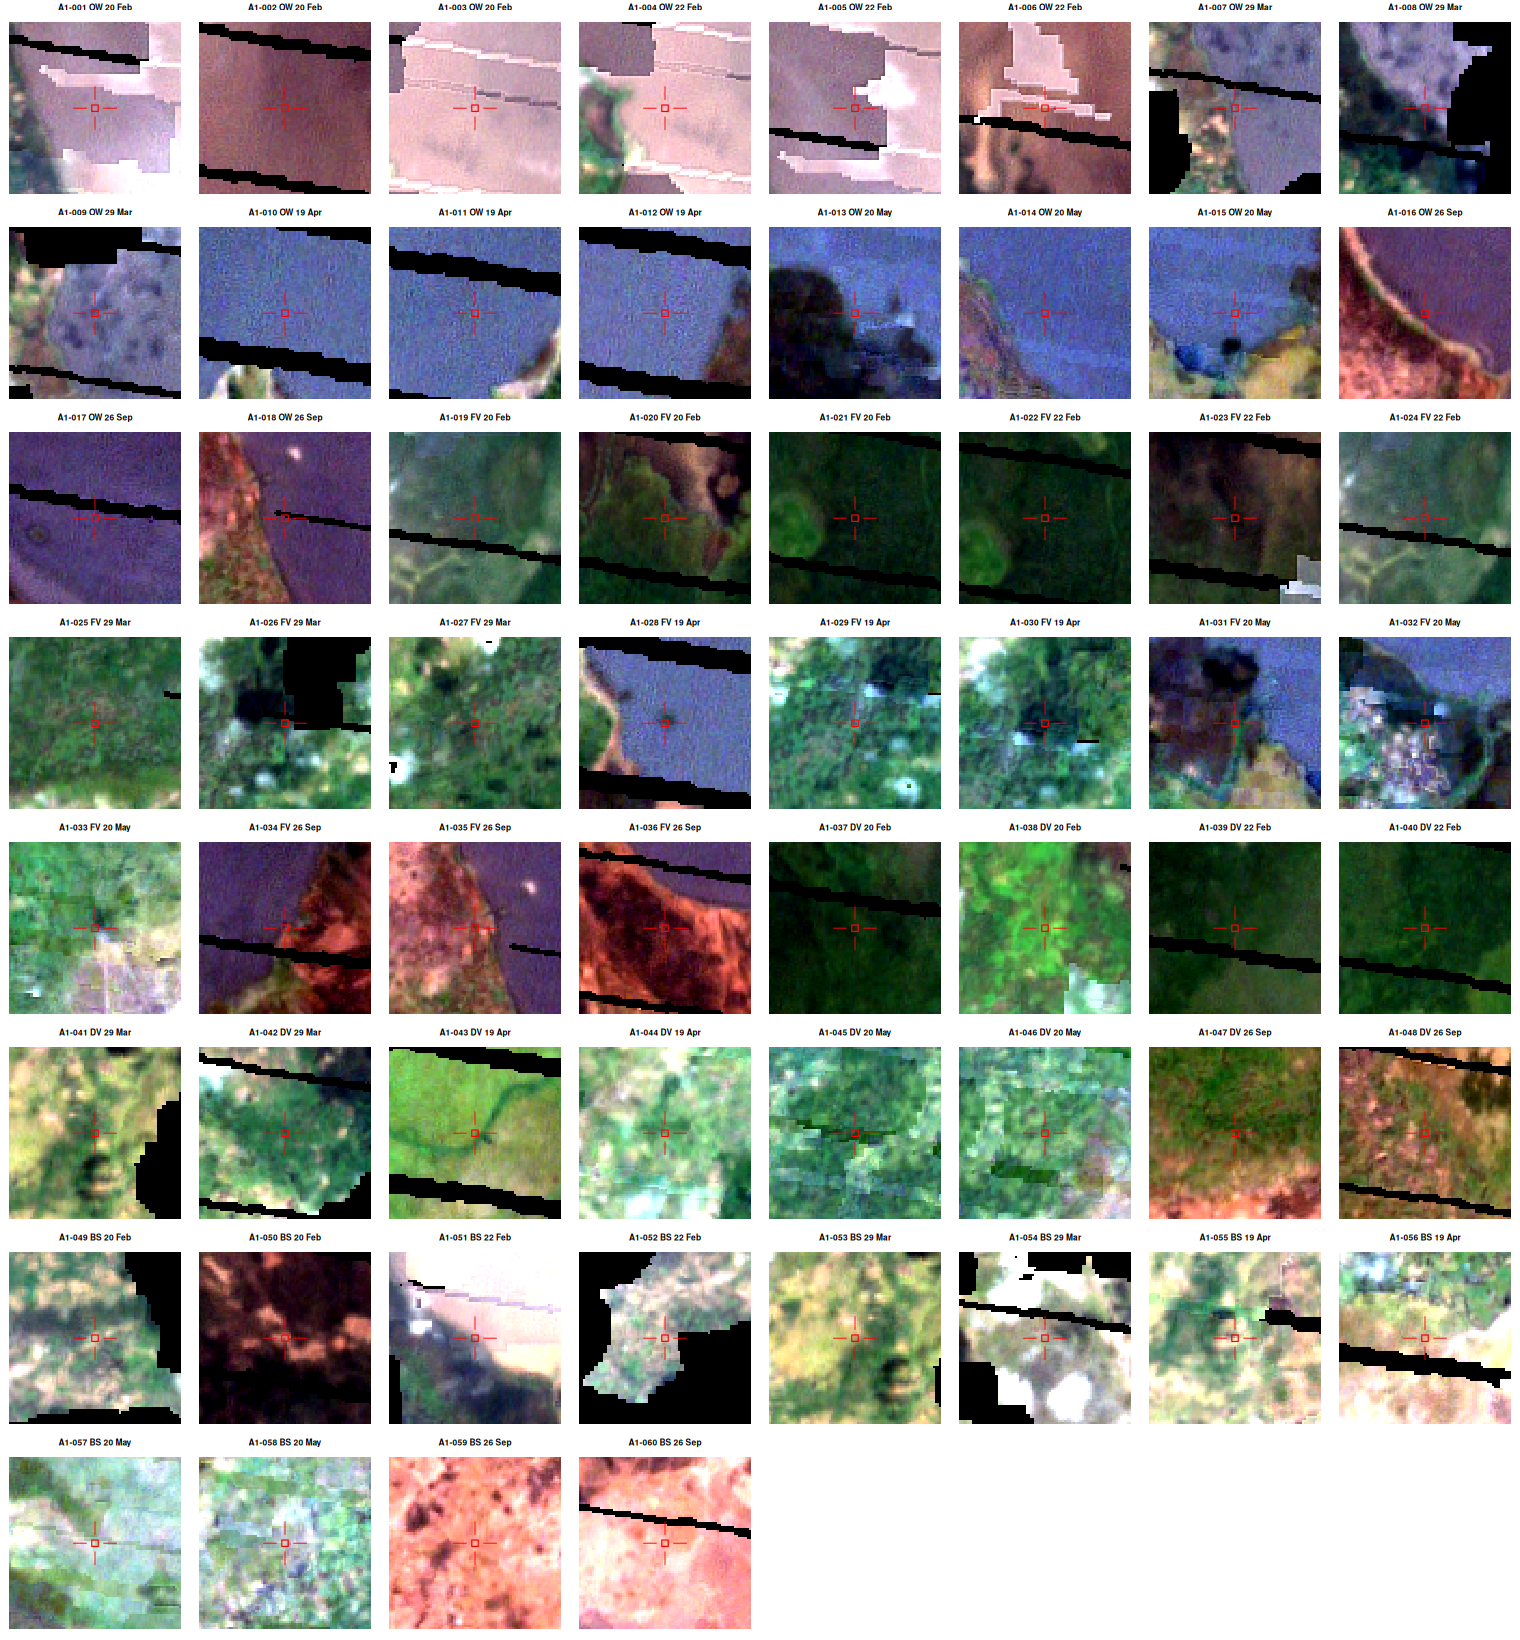 A1-001 OW 20 Feb A1-002 OW 20 Feb A1-003 OW 20 Feb A1-004 OW 22 Feb A1-005 OW 22 Feb A1-006 OW 22 Feb A1-007 OW 29 Mar A1-008 OW 29 Mar
A1-009 OW 29 Mar A1-010 OW 19 Apr A1-011 OW 19 Apr A1-012 OW 19 Apr A1-013 OW 20 May A1-014 OW 20 May A1-015 OW 20 May A1-016 OW 26 Sep
A1-017 OW 26 Sep A1-018 OW 26 Sep A1-019 FV 20 Feb A1-020 FV 20 Feb A1-021 FV 20 Feb A1-022 FV 22 Feb A1-023 FV 22 Feb A1-024 FV 22 Feb
A1-025 FV 29 Mar A1-026 FV 29 Mar A1-027 FV 29 Mar A1-028 FV 19 Apr A1-029 FV 19 Apr A1-030 FV 19 Apr A1-031 FV 20 May A1-032 FV 20 May
A1-033 FV 20 May A1-034 FV 26 Sep A1-035 FV 26 Sep A1-036 FV 26 Sep A1-037 DV 20 Feb A1-038 DV 20 Feb A1-039 DV 22 Feb A1-040 DV 22 Feb
A1-041 DV 29 Mar A1-042 DV 29 Mar A1-043 DV 19 Apr A1-044 DV 19 Apr A1-045 DV 20 May A1-046 DV 20 May A1-047 DV 26 Sep A1-048 DV 26 Sep
A1-049 BS 20 Feb A1-050 BS 20 Feb A1-051 BS 22 Feb A1-052 BS 22 Feb A1-053 BS 29 Mar A1-054 BS 29 Mar A1-055 BS 19 Apr A1-056 BS 19 Apr
A1-057 BS 20 May A1-058 BS 20 May A1-059 BS 26 Sep A1-060 BS 26 Sep